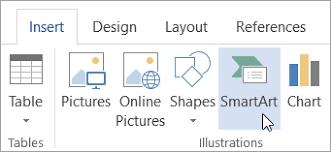 Insert Design Layout References
Table Pictures Online Pictures Shapes SmartArt Chart
Tables Illustrations